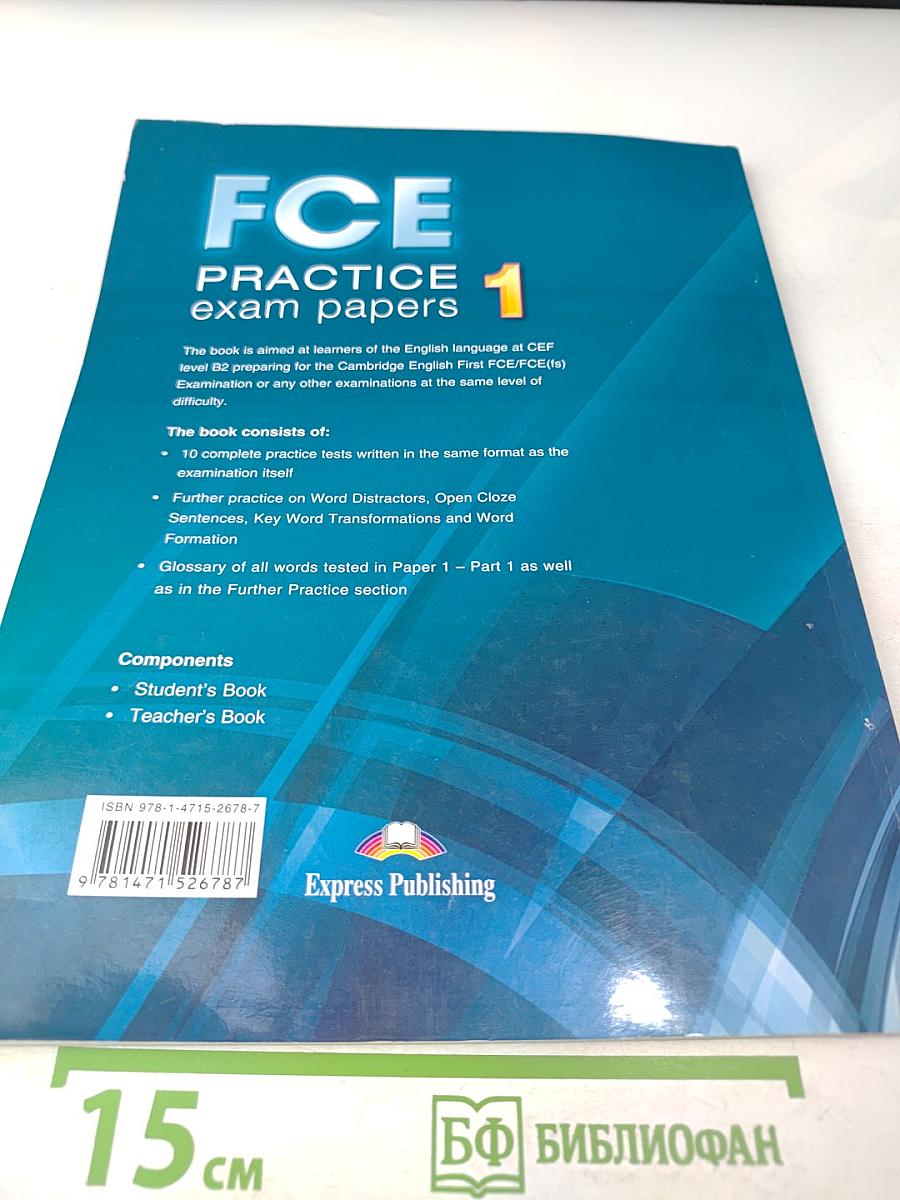 FCE
PRACTICE
exam papers 1
The book is aimed at learners of the English language at CEF
level B2 preparing for the Cambridge English First FCE/FCE(fs)
Examination or any other examinations at the same level of
difficulty.
The book consists of:
• 10 complete practice tests written in the same format as the
examination itself
• Further practice on Word Distractors, Open Cloze
Sentences, Key Word Transformations and Word
Formation
• Glossary of all words tested in Paper 1 – Part 1 as well
as in the Further Practice section
Components
• Student's Book
• Teacher's Book
ISBN 978-1-4715-2678-7
9 781471 526787
Express Publishing
15 см
БФ БИБЛИОФАН